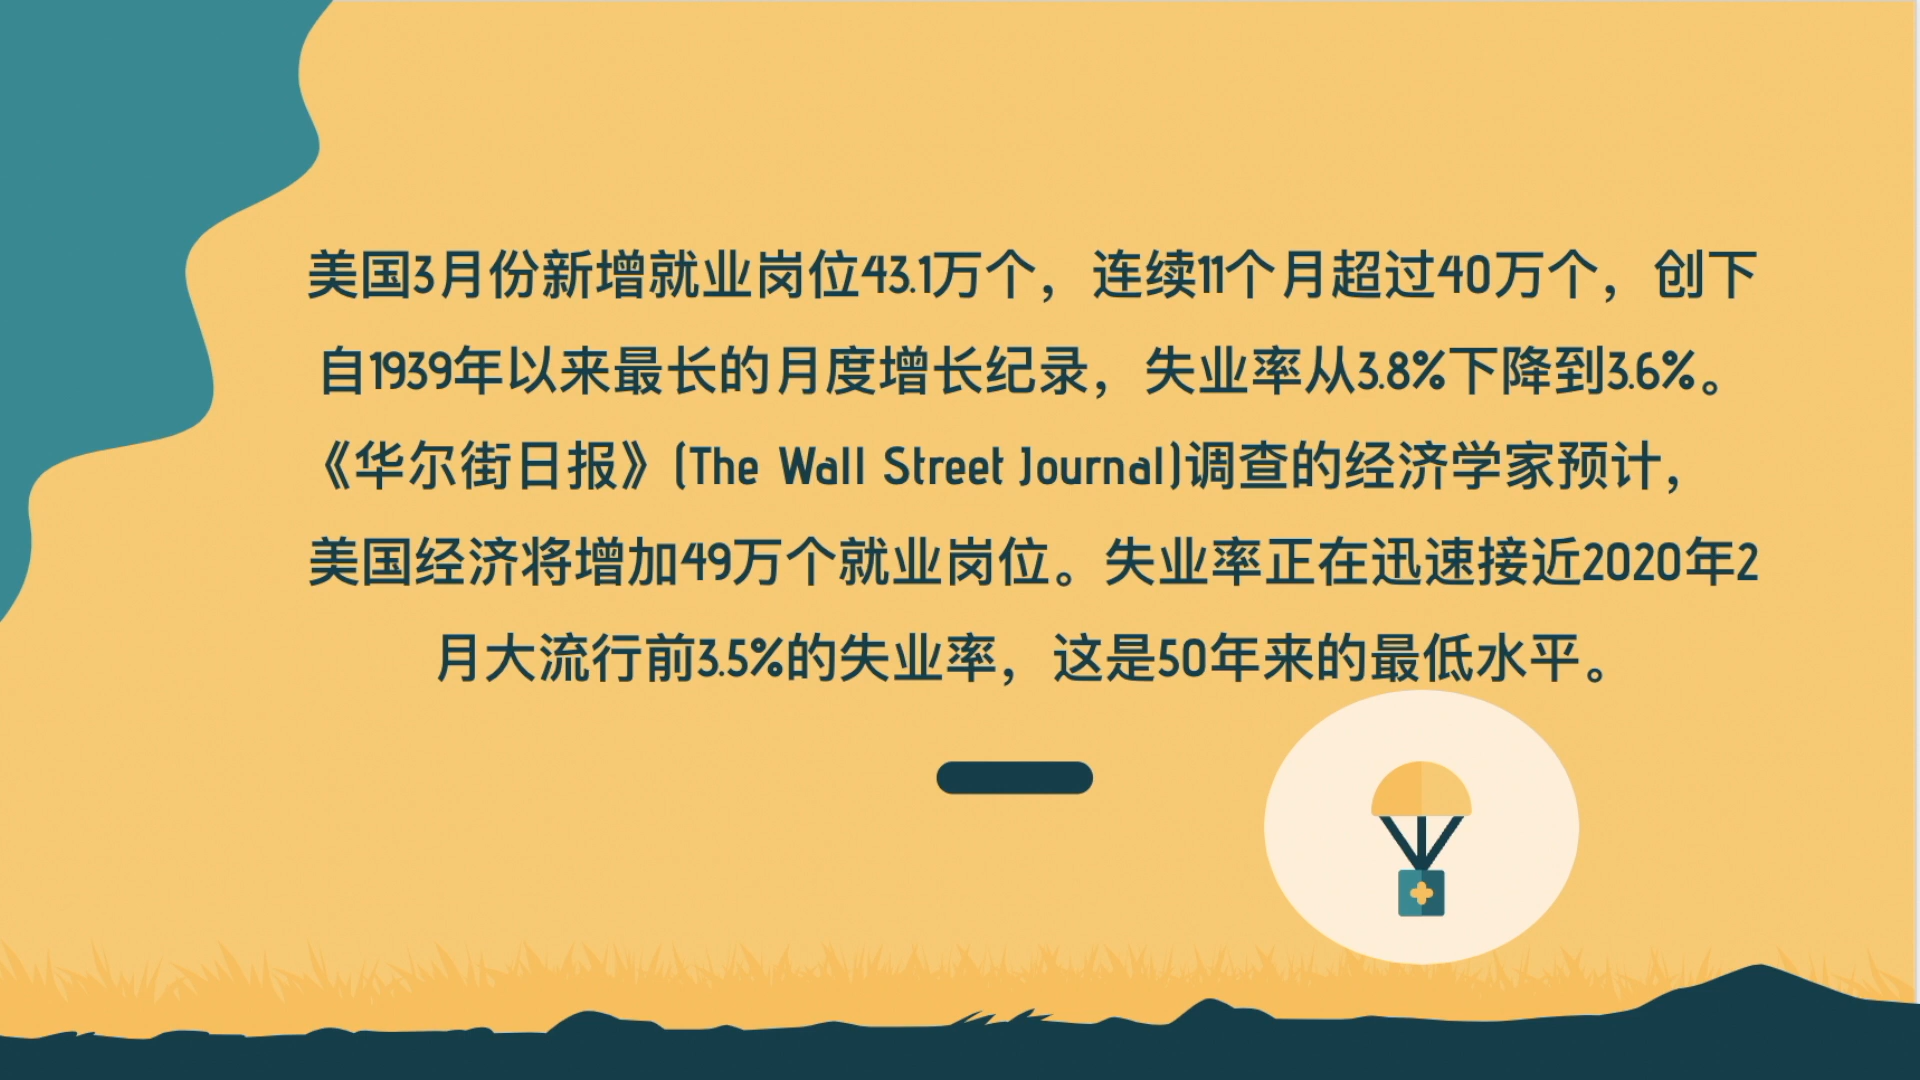 美国3月份新增就业岗位43.1万个，连续11个月超过40万个，创下
自1939年以来最长的月度增长纪录，失业率从3.8%下降到3.6%。
《华尔街日报》(The Wall Street Journal)调查的经济学家预计，
美国经济将增加49万个就业岗位。失业率正在迅速接近2020年2
月大流行前3.5%的失业率，这是50年来的最低水平。